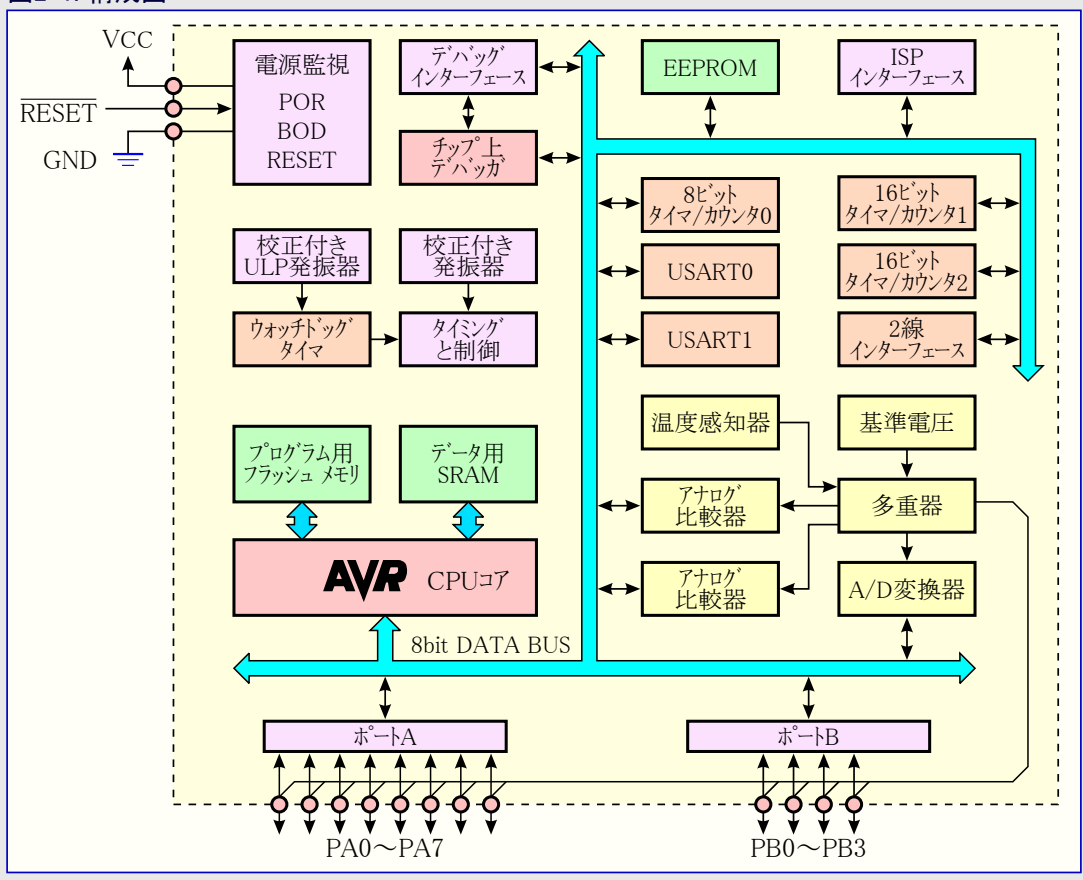 VCC
RESET
GND
電源監視
POR
BOD
RESET
デバッグ
インターフェース
チップ上
デバッガ
EEPROM
ISP
インターフェース
8ビット
タイマ/カウンタ0
16ビット
タイマ/カウンタ1
校正付き
ULP発振器
校正付き
発振器
USART0
16ビット
タイマ/カウンタ2
ウォッチドッグ
タイマ
タイミング
と制御
USART1
2線
インターフェース
温度感知器
基準電圧
プログラム用
フラッシュ メモリ
データ用
SRAM
アナログ
比較器
多重器
AVR CPUコア
アナログ
比較器
A/D変換器
8bit DATA BUS
ポートA
ポートB
PA0～PA7
PB0～PB3